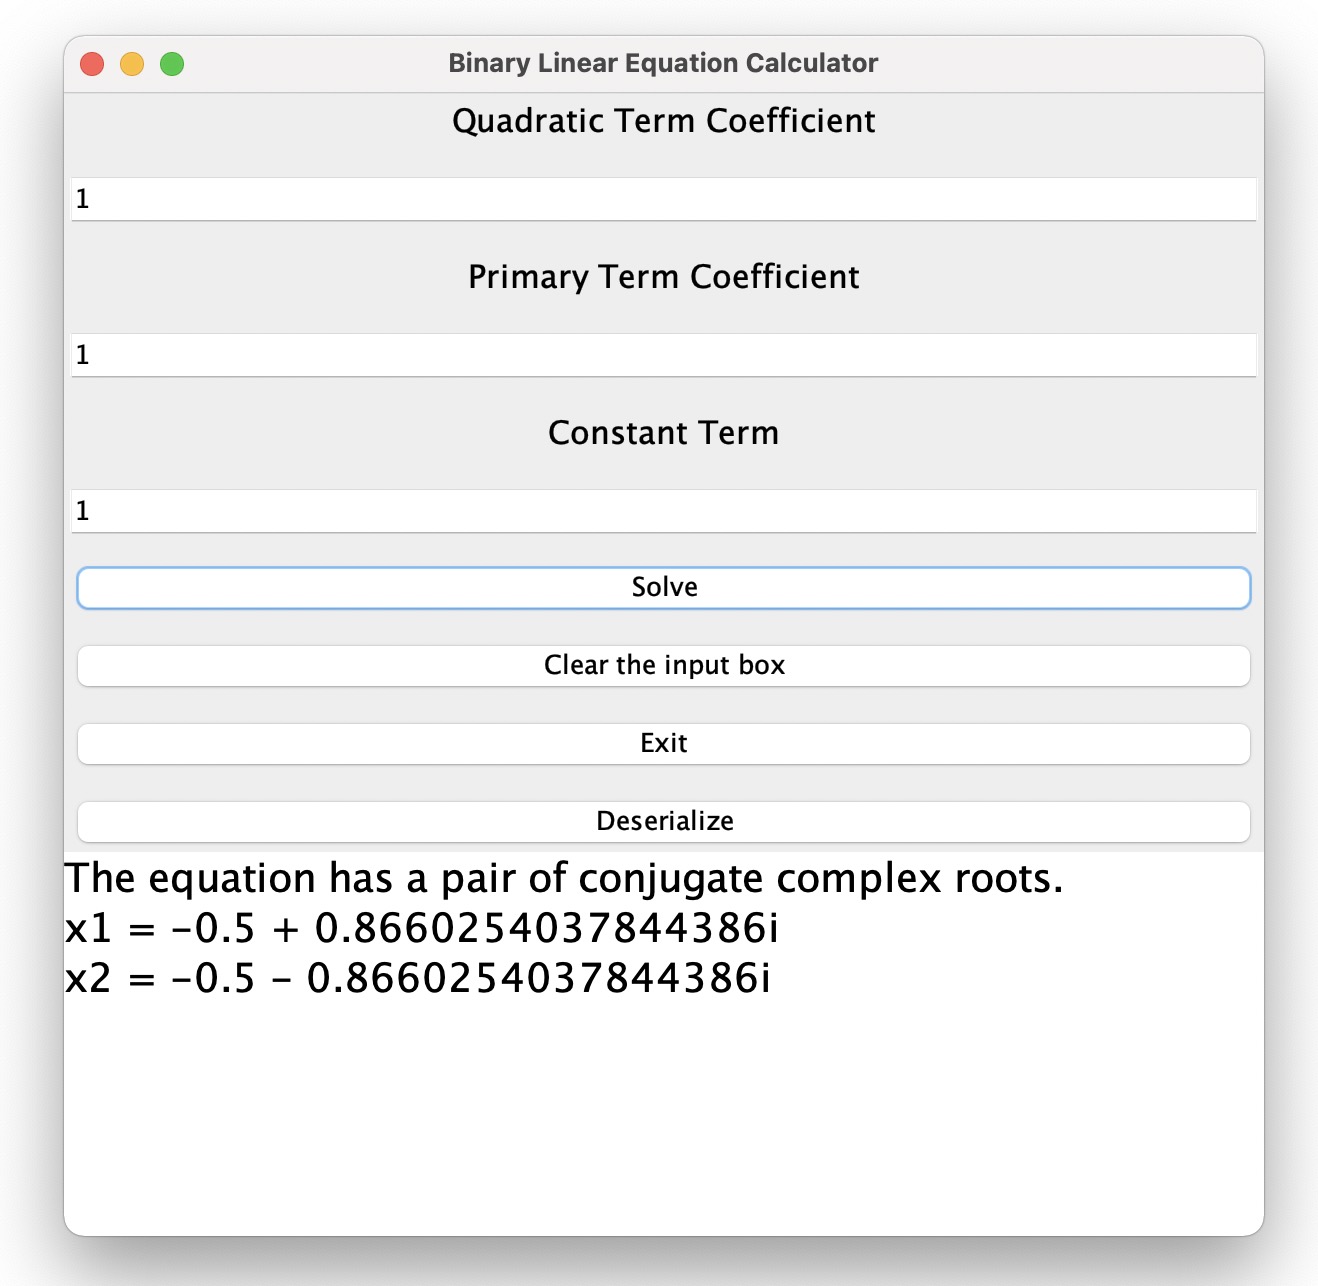 Binary Linear Equation Calculator
Quadratic Term Coefficient
1
Primary Term Coefficient
1
Constant Term
1
Solve
Clear the input box
Exit
Deserialize
The equation has a pair of conjugate complex roots.
x1 = -0.5 + 0.8660254037844386i
x2 = -0.5 - 0.8660254037844386i